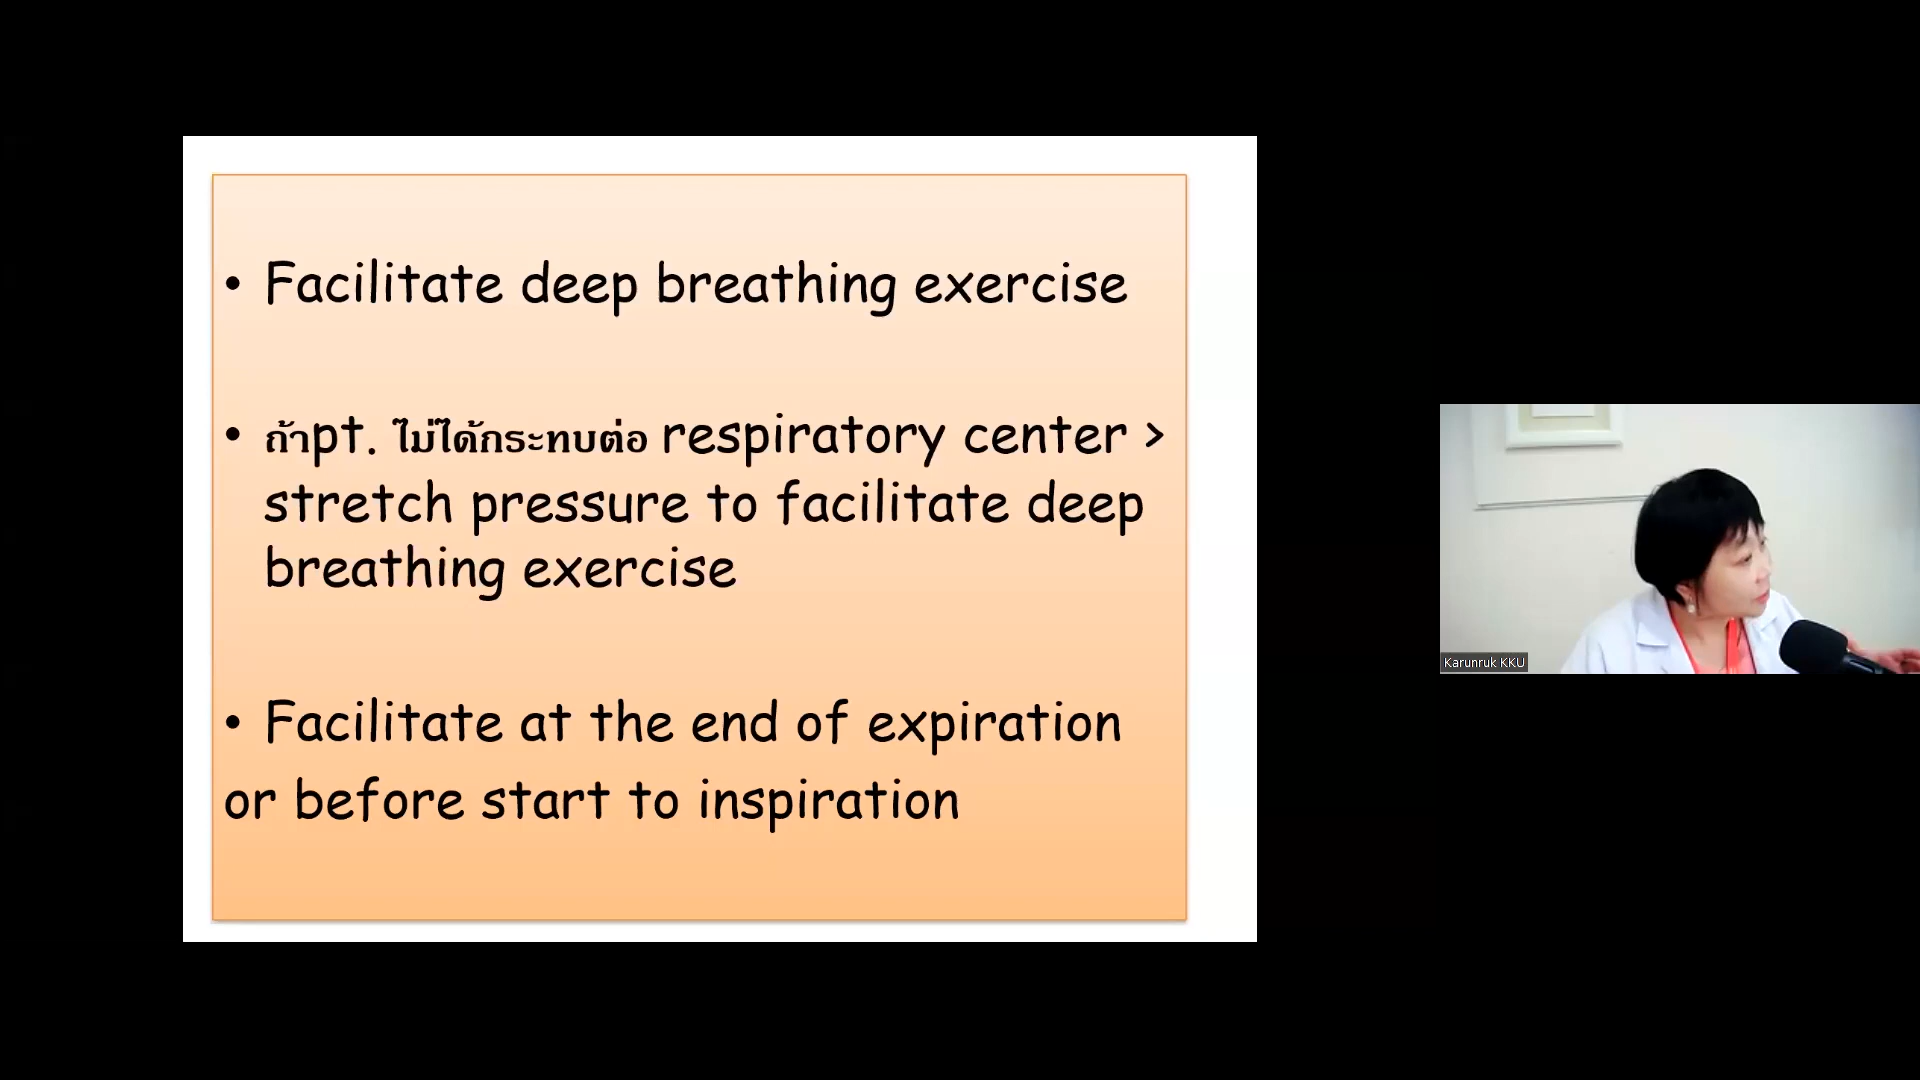 • Facilitate deep breathing exercise
• ถ้าpt. ไม่ได้กระทบต่อ respiratory center >
stretch pressure to facilitate deep
breathing exercise
• Facilitate at the end of expiration
or before start to inspiration
Karunruk KKU